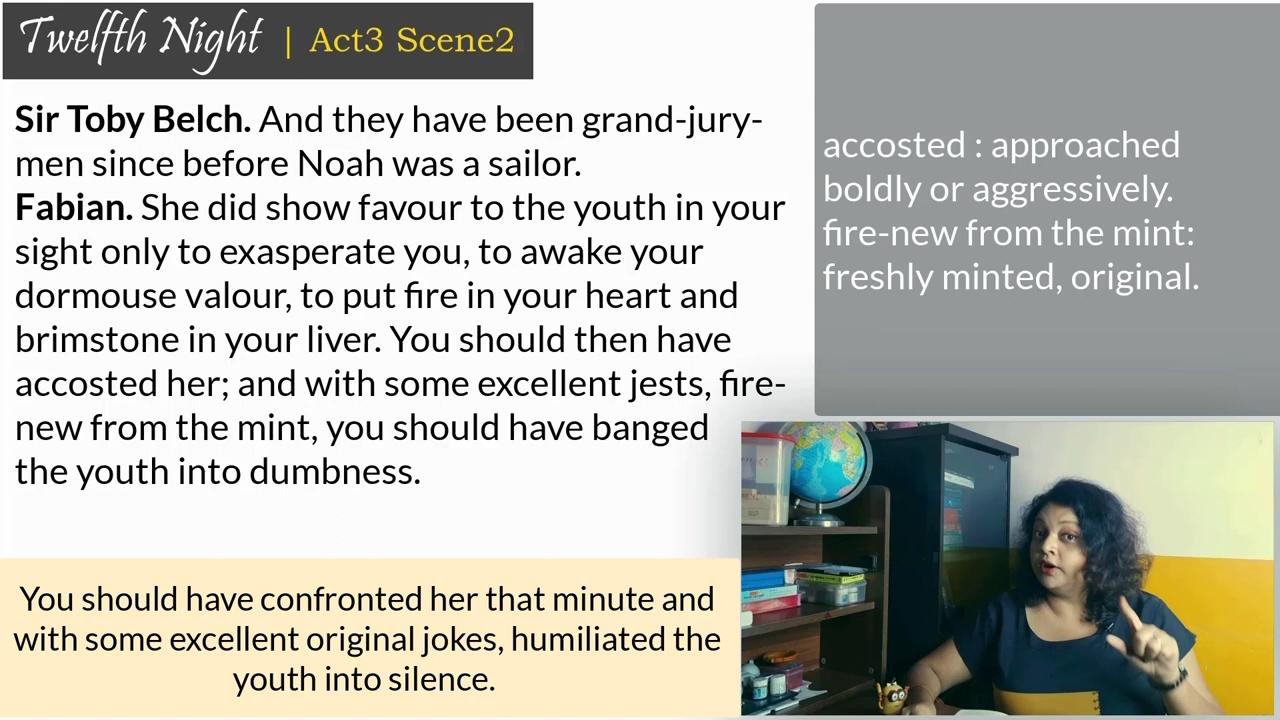 Twelfth Night | Act3 Scene2
Sir Toby Belch. And they have been grand-jury-
men since before Noah was a sailor.
Fabian. She did show favour to the youth in your
sight only to exasperate you, to awake your
dormouse valour, to put fire in your heart and
brimstone in your liver. You should then have
accosted her; and with some excellent jests, fire-
new from the mint, you should have banged
the youth into dumbness.
accosted : approached
boldly or aggressively.
fire-new from the mint:
freshly minted, original.
You should have confronted her that minute and
with some excellent original jokes, humiliated the
youth into silence.